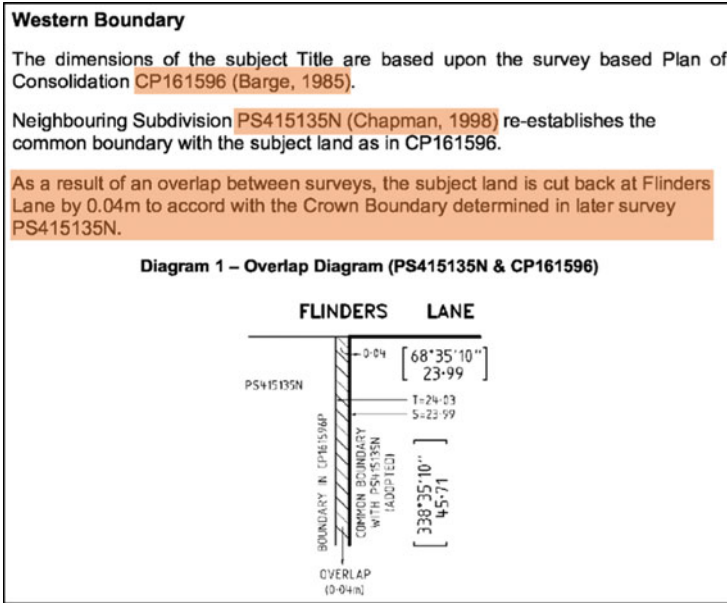 Western Boundary
The dimensions of the subject Title are based upon the survey based Plan of
Consolidation CP161596 (Barge, 1985).
Neighbouring Subdivision PS415135N (Chapman, 1998) re-establishes the
common boundary with the subject land as in CP161596.
As a result of an overlap between surveys, the subject land is cut back at Flinders
Lane by 0.04m to accord with the Crown Boundary determined in later survey
PS415135N.
Diagram 1 – Overlap Diagram (PS415135N & CP161596)
FLINDERS LANE
0·04
[68°35'10"
23·99]
PS415135N
T=24·03
S=23·99
BOUNDARY IN CP161596P
COMMON BOUNDARY
WITH PS415135N
(ADOPTED)
[338°35'10"
45·71]
OVERLAP
(0·04m)